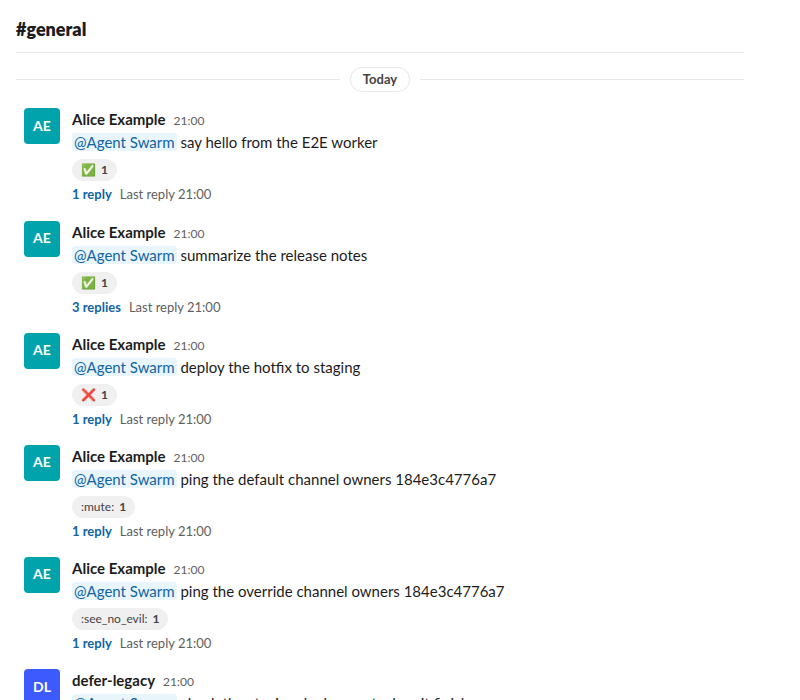 #general
Today
AE
Alice Example 21:00
@Agent Swarm say hello from the E2E worker
✅ 1
1 reply Last reply 21:00
AE
Alice Example 21:00
@Agent Swarm summarize the release notes
✅ 1
3 replies Last reply 21:00
AE
Alice Example 21:00
@Agent Swarm deploy the hotfix to staging
❌ 1
1 reply Last reply 21:00
AE
Alice Example 21:00
@Agent Swarm ping the default channel owners 184e3c4776a7
:mute: 1
1 reply Last reply 21:00
AE
Alice Example 21:00
@Agent Swarm ping the override channel owners 184e3c4776a7
:see_no_evil: 1
1 reply Last reply 21:00
DL
defer-legacy 21:00
@Agent Swarm